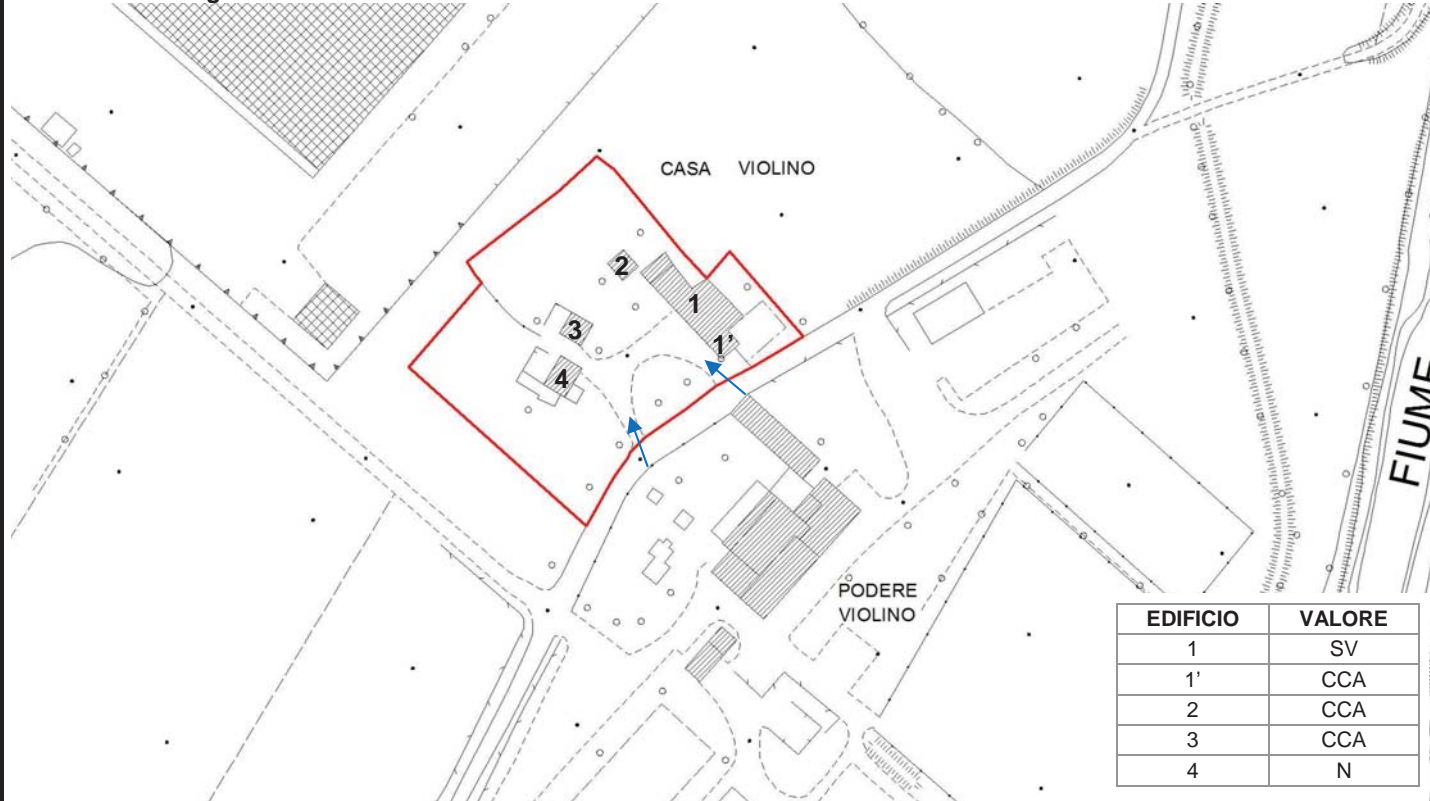 CASA VIOLINO
2
1
3
1'
4
FIUME
PODERE
VIOLINO
EDIFICIO VALORE
1 SV
1' CCA
2 CCA
3 CCA
4 N